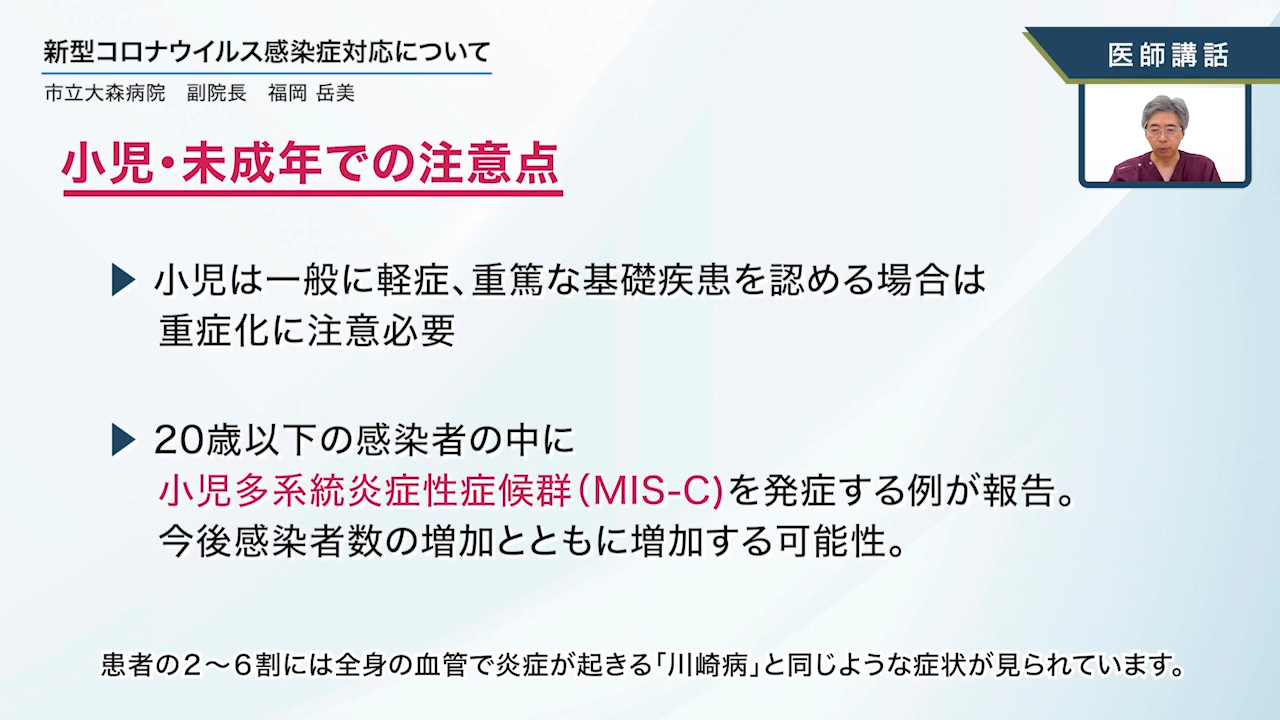 新型コロナウイルス感染症対応について
市立大森病院　副院長　福岡 岳美
医師講話
小児・未成年での注意点
小児は一般に軽症、重篤な基礎疾患を認める場合は
重症化に注意必要
20歳以下の感染者の中に
小児多系統炎症性症候群（MIS-C)を発症する例が報告。
今後感染者数の増加とともに増加する可能性。
患者の２～６割には全身の血管で炎症が起きる「川崎病」と同じような症状が見られています。